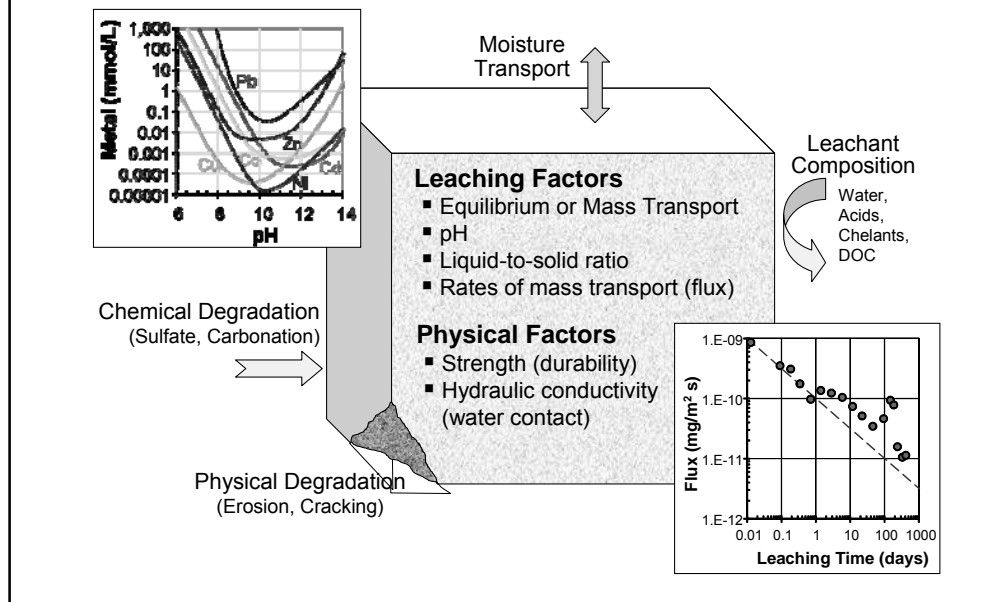 1,000
100
10
1
0.1
0.01
0.001
0.0001
0.00001
Metal (mmol/L)
Pb
Zn
Cu
Co
Cd
Ni
6 8 10 12 14
pH
Moisture
Transport
Leachant
Composition
Water,
Acids,
Chelants,
DOC
Leaching Factors
▪ Equilibrium or Mass Transport
▪ pH
▪ Liquid-to-solid ratio
▪ Rates of mass transport (flux)
Physical Factors
▪ Strength (durability)
▪ Hydraulic conductivity
(water contact)
Chemical Degradation
(Sulfate, Carbonation)
Physical Degradation
(Erosion, Cracking)
1.E-09
1.E-10
1.E-11
1.E-12
Flux (mg/m² s)
0.01 0.1 1 10 100 1000
Leaching Time (days)